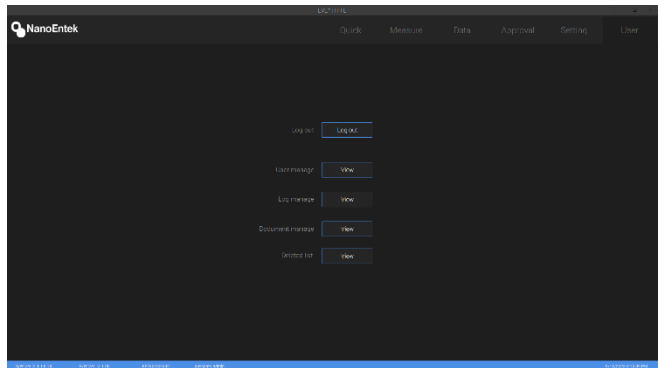 NanoEntek
Quick Measure Data Approval Setting User
Log out Log out
User manage View
Log manage View
Document manage View
Deleted list View